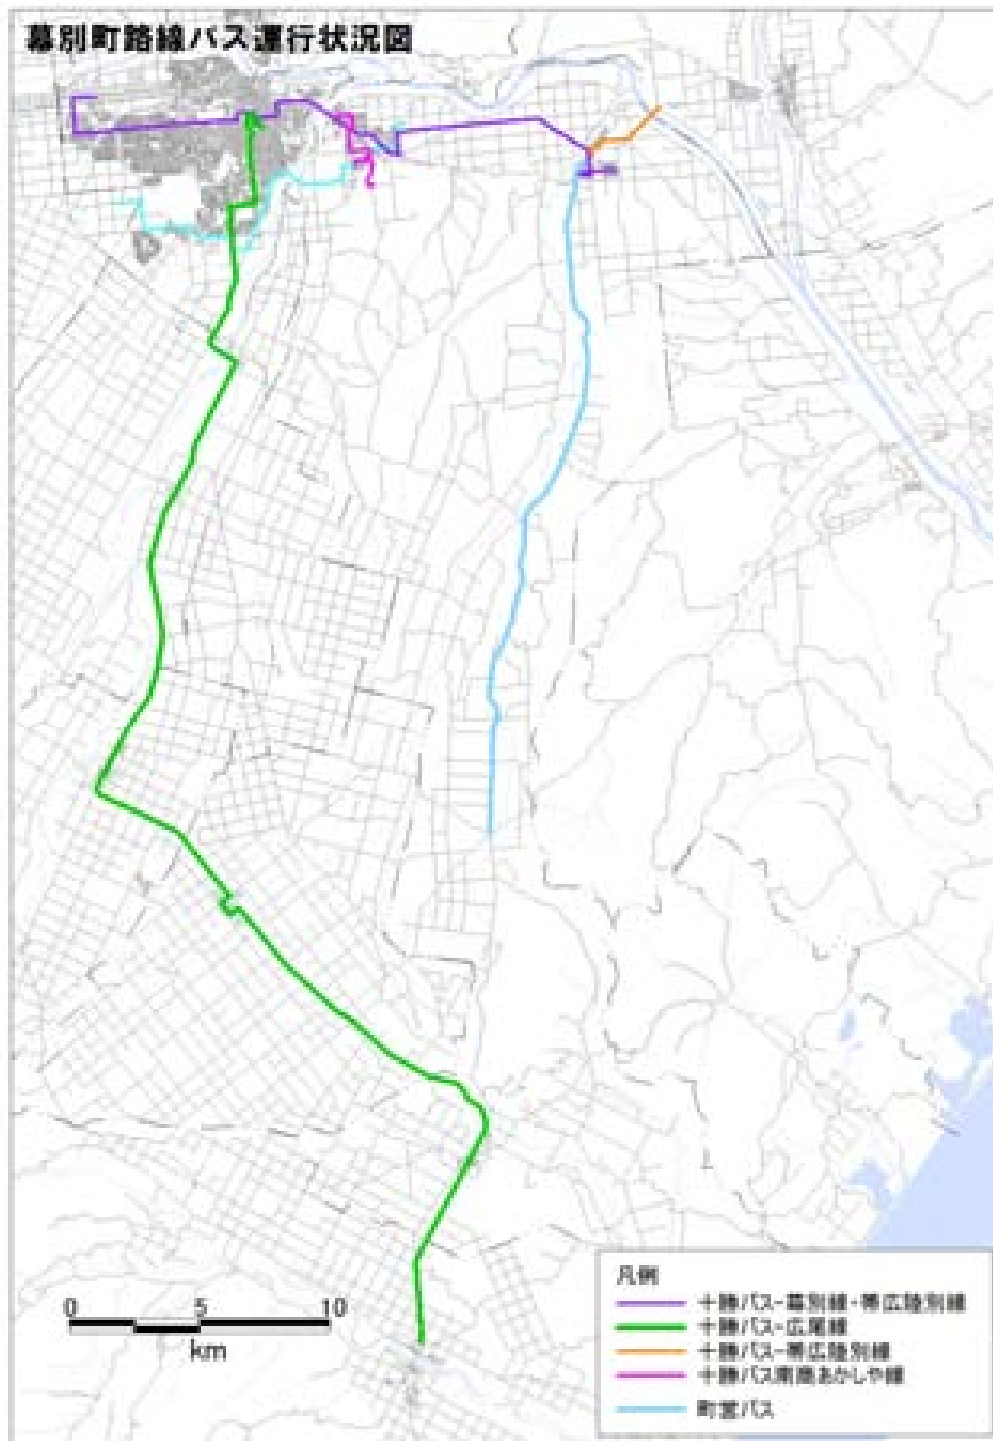 幕別町路線バス運行状況図
0 5 10
km
凡例
十勝バス-幕別線・帯広陸別線
十勝バス-広尾線
十勝バス-帯広陸別線
十勝バス南商あかしや線
町営バス